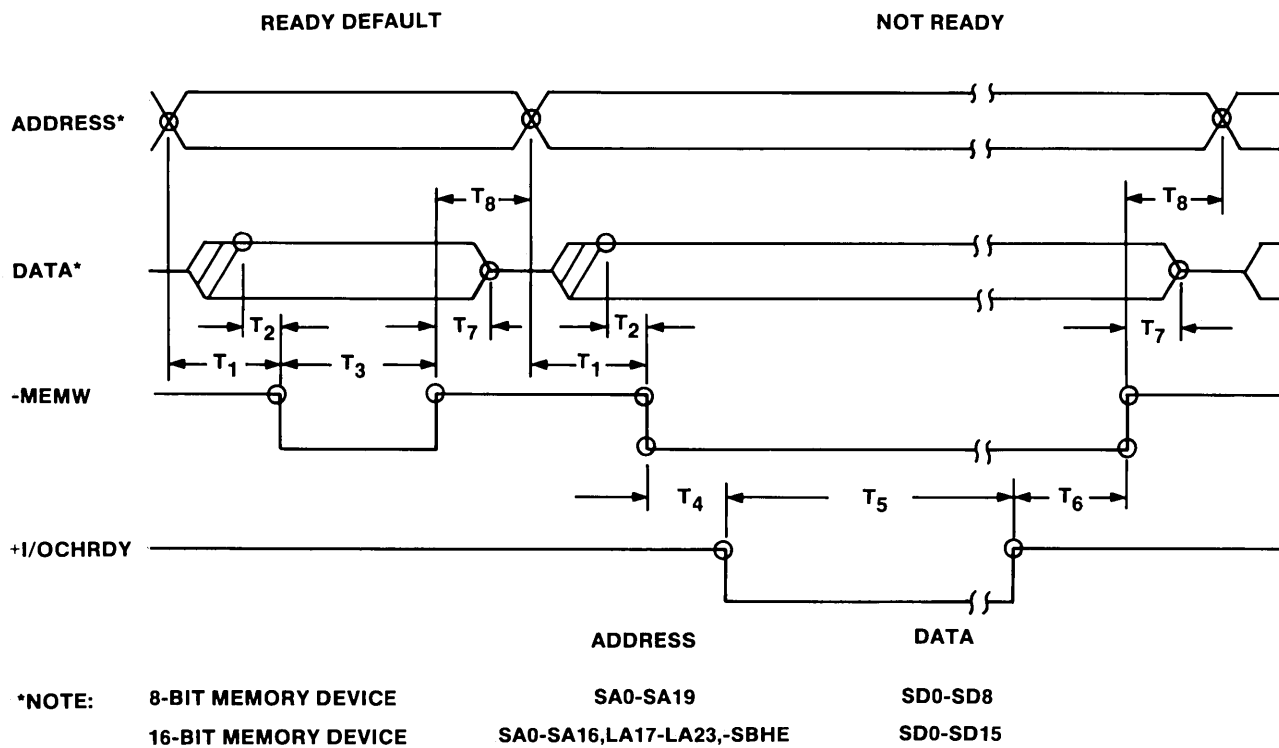 READY DEFAULT NOT READY
ADDRESS*
T8 T8
DATA*
T2 T7 T2 T7
T1 T3 T1
-MEMW
T4 T5 T6
+I/OCHRDY
ADDRESS DATA
*NOTE: 8-BIT MEMORY DEVICE SA0-SA19 SD0-SD8
16-BIT MEMORY DEVICE SA0-SA16,LA17-LA23,-SBHE SD0-SD15